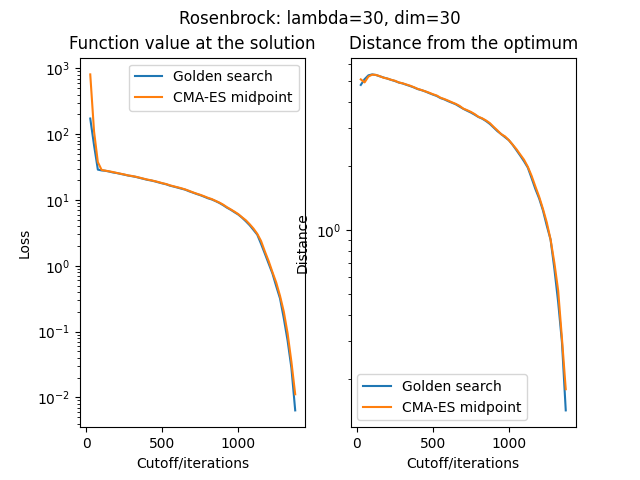 Rosenbrock: lambda=30, dim=30
Function value at the solution
10^3
10^2
10^1
10^0
10^-1
10^-2
Loss
0
500
1000
Cutoff/iterations
Golden search
CMA-ES midpoint
Distance from the optimum
10^0
Distance
0
500
1000
Cutoff/iterations
Golden search
CMA-ES midpoint